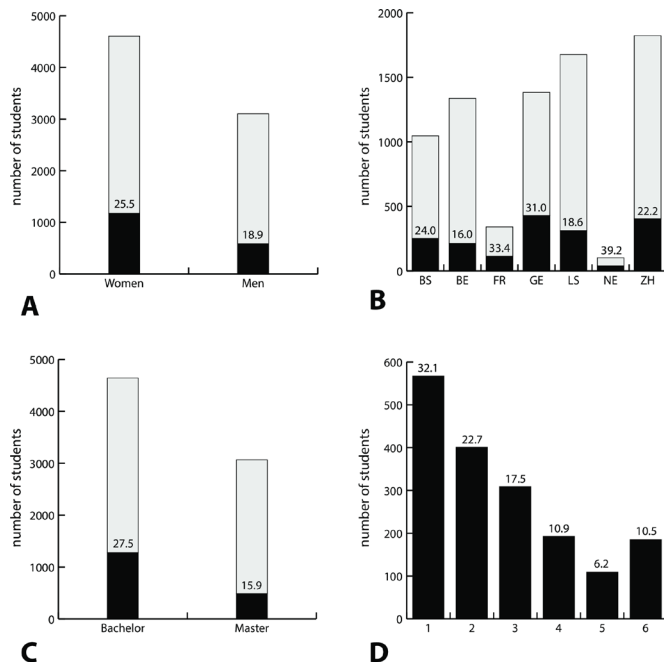 5000
4000
3000
2000
1000
0
number of students
25.5
18.9
Women
Men
A
2000
1500
1000
500
0
number of students
24.0
16.0
33.4
31.0
18.6
39.2
22.2
BS
BE
FR
GE
LS
NE
ZH
B
5000
4000
3000
2000
1000
0
number of students
27.5
15.9
Bachelor
Master
C
600
500
400
300
200
100
0
number of students
32.1
22.7
17.5
10.9
6.2
10.5
1
2
3
4
5
6
D